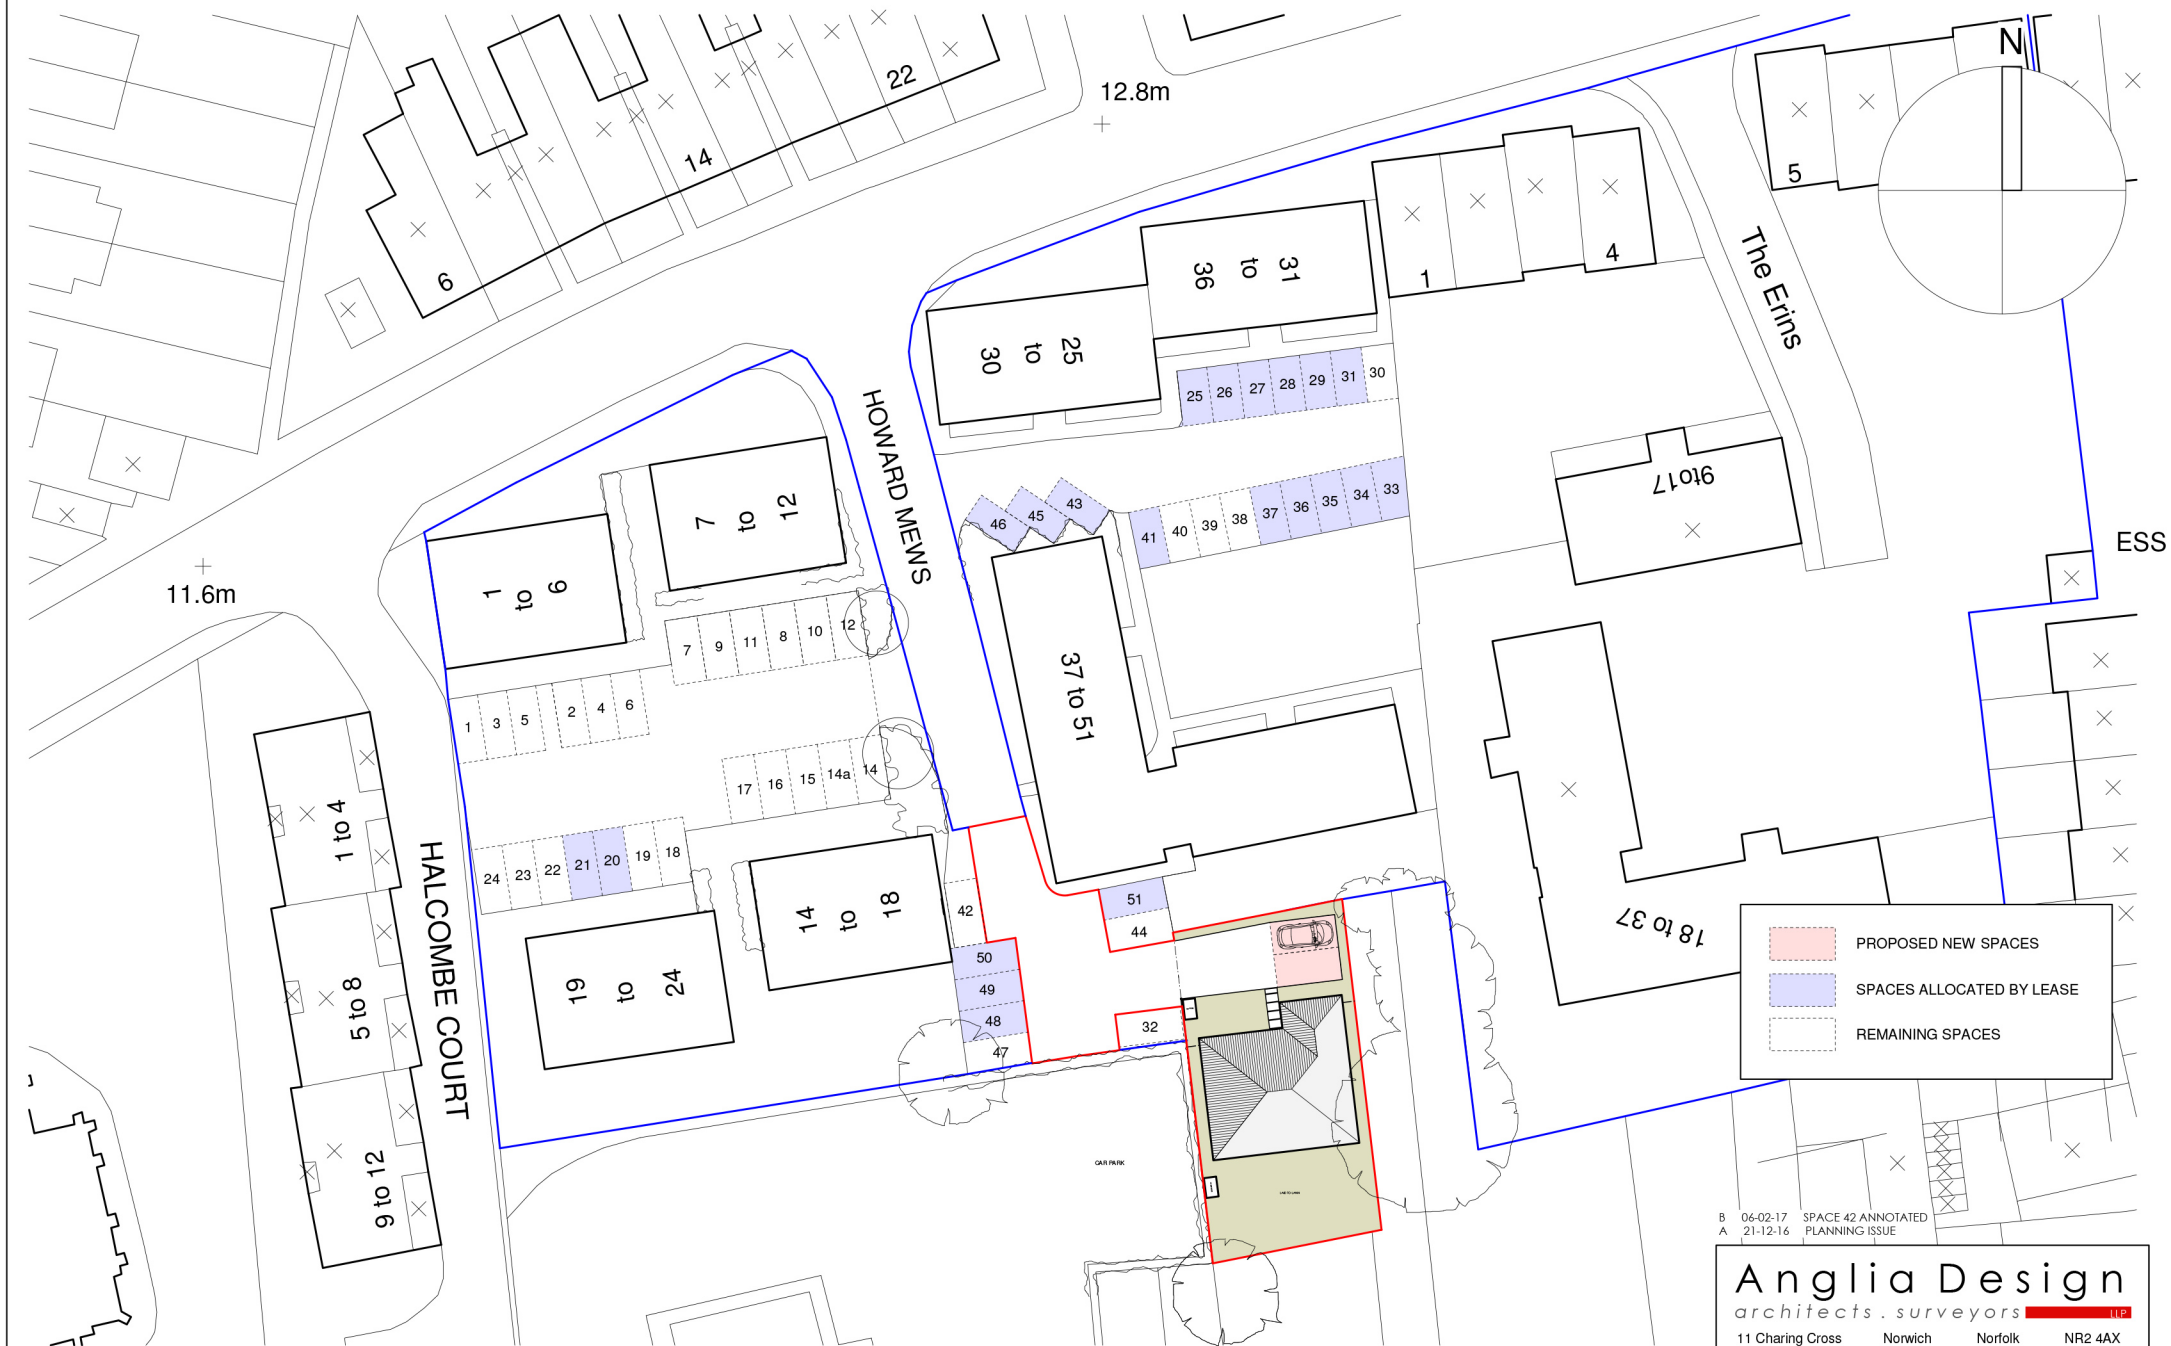 N
22
12.8m
14
6
5
The Erins
36 to 31
1
4
30 to 25
25
26
27
28
29
31
30
HOWARD MEWS
7 to 12
46
45
43
41
40
39
38
37
36
35
34
33
9to17
ESS
11.6m
1 to 6
7
9
11
8
10
12
1
3
5
2
4
6
37 to 51
17
16
15
14a
14
1 to 4
HALCOMBE COURT
24
23
22
21
20
19
18
14 to 18
42
51
44
18 to 37
50
49
48
47
32
19 to 24
5 to 8
9 to 12
CAR PARK
PROPOSED NEW SPACES
SPACES ALLOCATED BY LEASE
REMAINING SPACES
B 06-02-17 SPACE 42 ANNOTATED
A 21-12-16 PLANNING ISSUE
Anglia Design
architects . surveyors LLP
11 Charing Cross Norwich Norfolk NR2 4AX